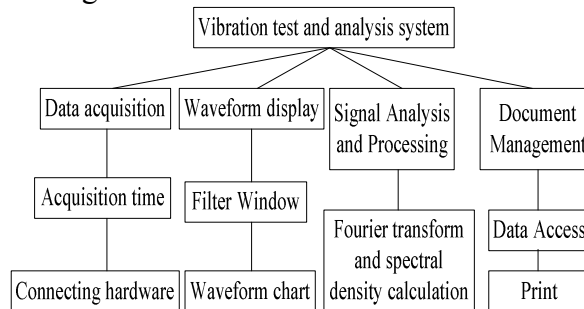 Vibration test and analysis system
Data acquisition
Waveform display
Signal Analysis
and Processing
Document
Management
Acquisition time
Filter Window
Fourier transform
and spectral
density calculation
Data Access
Connecting hardware
Waveform chart
Print